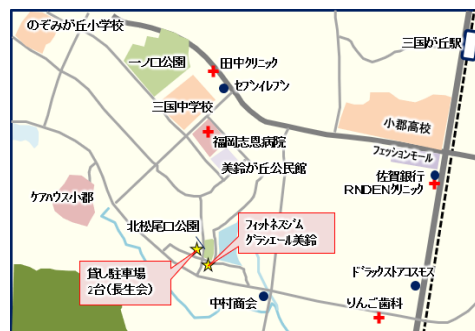 のぞみが丘小学校
三国が丘駅
一ノ口公園
田中クリニック
セブンイレブン
三国中学校
小郡高校
福岡志恩病院
フェッションモール
美鈴が丘公民館
佐賀銀行
RNDENクリニック
ケアハウス小郡
北松尾口公園
フィットネスジム
グラシエール美鈴
貸し駐車場
2台(長生会)
ドラックストアコスモス
中村商会
りんご歯科